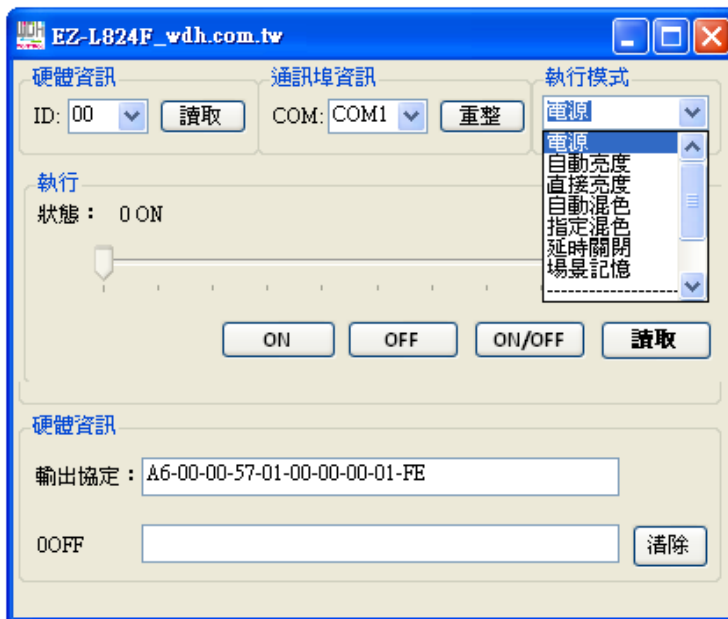 EZ-L824F_wdh.com.tw
硬體資訊 通訊埠資訊 執行模式
ID: 00 讀取 COM: COM1 重整 電源
電源
自動亮度
直接亮度
自動混色
指定混色
延時關閉
場景記憶
--------------------
執行
狀態： 0 ON
ON OFF ON/OFF 讀取
硬體資訊
輸出協定： A6-00-00-57-01-00-00-00-01-FE
0OFF 清除